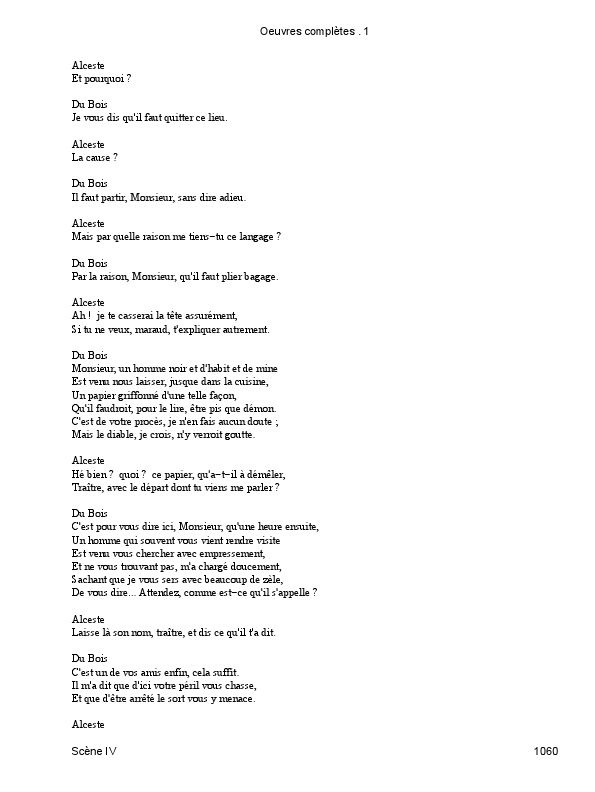 Oeuvres complètes . 1
Alceste
Et pourquoi ?
Du Bois
Je vous dis qu'il faut quitter ce lieu.
Alceste
La cause ?
Du Bois
Il faut partir, Monsieur, sans dire adieu.
Alceste
Mais par quelle raison me tiens−tu ce langage ?
Du Bois
Par la raison, Monsieur, qu'il faut plier bagage.
Alceste
Ah !  je te casserai la tête assurément,
Si tu ne veux, maraud, t'expliquer autrement.
Du Bois
Monsieur, un homme noir et d'habit et de mine
Est venu nous laisser, jusque dans la cuisine,
Un papier griffonné d'une telle façon,
Qu'il faudroit, pour le lire, être pis que démon.
C'est de votre procès, je n'en fais aucun doute ;
Mais le diable, je crois, n'y verroit goutte.
Alceste
Hé bien ?  quoi ?  ce papier, qu'a−t−il à démêler,
Traître, avec le départ dont tu viens me parler ?
Du Bois
C'est pour vous dire ici, Monsieur, qu'une heure ensuite,
Un homme qui souvent vous vient rendre visite
Est venu vous chercher avec empressement,
Et ne vous trouvant pas, m'a chargé doucement,
Sachant que je vous sers avec beaucoup de zèle,
De vous dire... Attendez, comme est−ce qu'il s'appelle ?
Alceste
Laisse là son nom, traître, et dis ce qu'il t'a dit.
Du Bois
C'est un de vos amis enfin, cela suffit.
Il m'a dit que d'ici votre péril vous chasse,
Et que d'être arrêté le sort vous y menace.
Alceste
Scène IV
1060